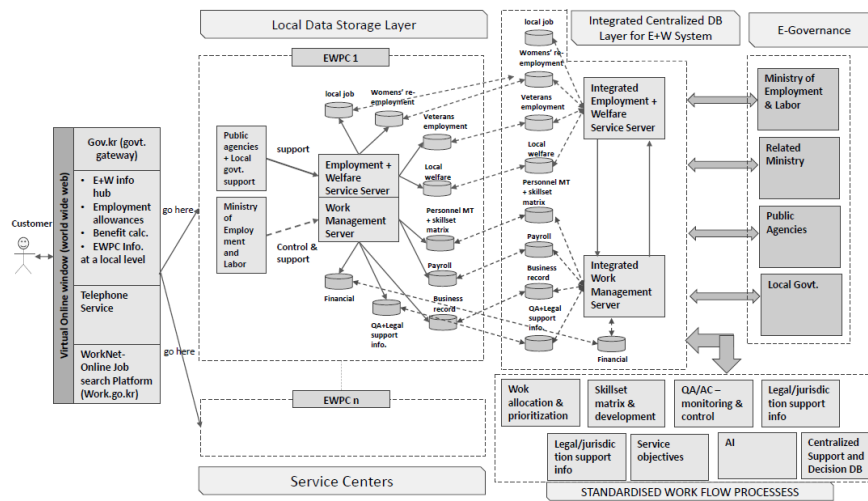 Local Data Storage Layer
Integrated Centralized DB
Layer for E+W System
E-Governance
EWPC 1
local job
Womens' re-
employment
Veterans
employment
Local
welfare
Personnel MT
+ skillset
matrix
Payroll
Business
record
QA+Legal
support
info.
Financial
Public
agencies
+ Local
govt.
support
Ministry
of
Employ
ment
and
Labor
support
Control &
support
Employment +
Welfare
Service Server
Work
Management
Server
Customer
Virtual Online window (world wide web)
Gov.kr (govt.
gateway)
• E+W info
hub
• Employment
allowances
• Benefit calc.
• EWPC Info.
at a local level
Telephone
Service
WorkNet-
Online Job
search Platform
(Work.go.kr)
go here
go here
EWPC n
Service Centers
local job
Womens' re-
employment
Veterans
employment
Local
welfare
Personnel MT
+ skillset
matrix
Payroll
Business
record
QA+Legal
support
info.
Financial
Integrated
Employment +
Welfare
Service Server
Integrated
Work
Management
Server
Ministry of
Employment
& Labor
Related
Ministry
Public
Agencies
Local Govt.
Wok
allocation &
prioritization
Skillset
matrix &
development
QA/AC –
monitoring &
control
Legal/jurisdic
tion support
info
Legal/jurisdic
tion support
info
Service
objectives
AI
Centralized
Support and
Decision DB
STANDARDISED WORK FLOW PROCESSESS